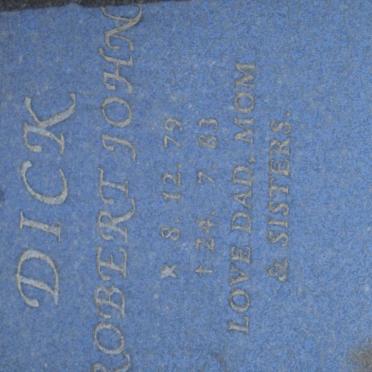 DICK
ROBERT JOHN
* 8. 12. 79
† 24. 7. 83
LOVE DAD, MOM
& SISTERS.